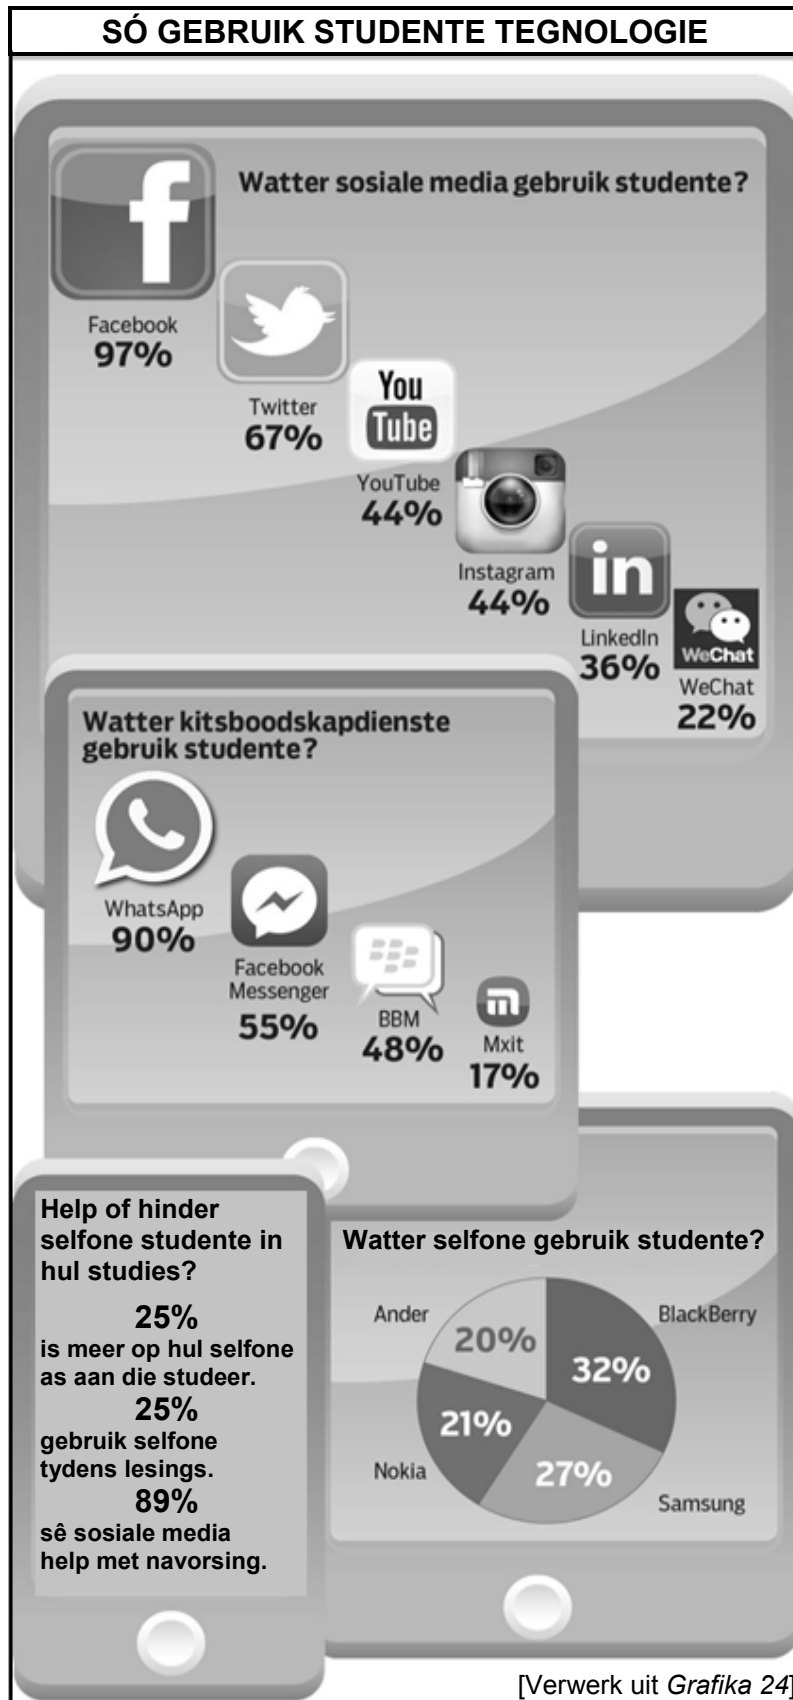 SÓ GEBRUIK STUDENTE TEGNOLOGIE
Watter sosiale media gebruik studente?
f
Facebook
97%
Twitter
67%
You
Tube
YouTube
44%
Instagram
44%
in
LinkedIn
36%
WeChat
WeChat
22%
Watter kitsboodskapdienste
gebruik studente?
WhatsApp
90%
Facebook
Messenger
55%
BBM
48%
m
Mxit
17%
Help of hinder
selfone studente in
hul studies?
25%
is meer op hul selfone
as aan die studeer.
25%
gebruik selfone
tydens lesings.
89%
sê sosiale media
help met navorsing.
Watter selfone gebruik studente?
Ander
20%
BlackBerry
32%
21%
Nokia
27%
Samsung
[Verwerk uit Grafika 24]